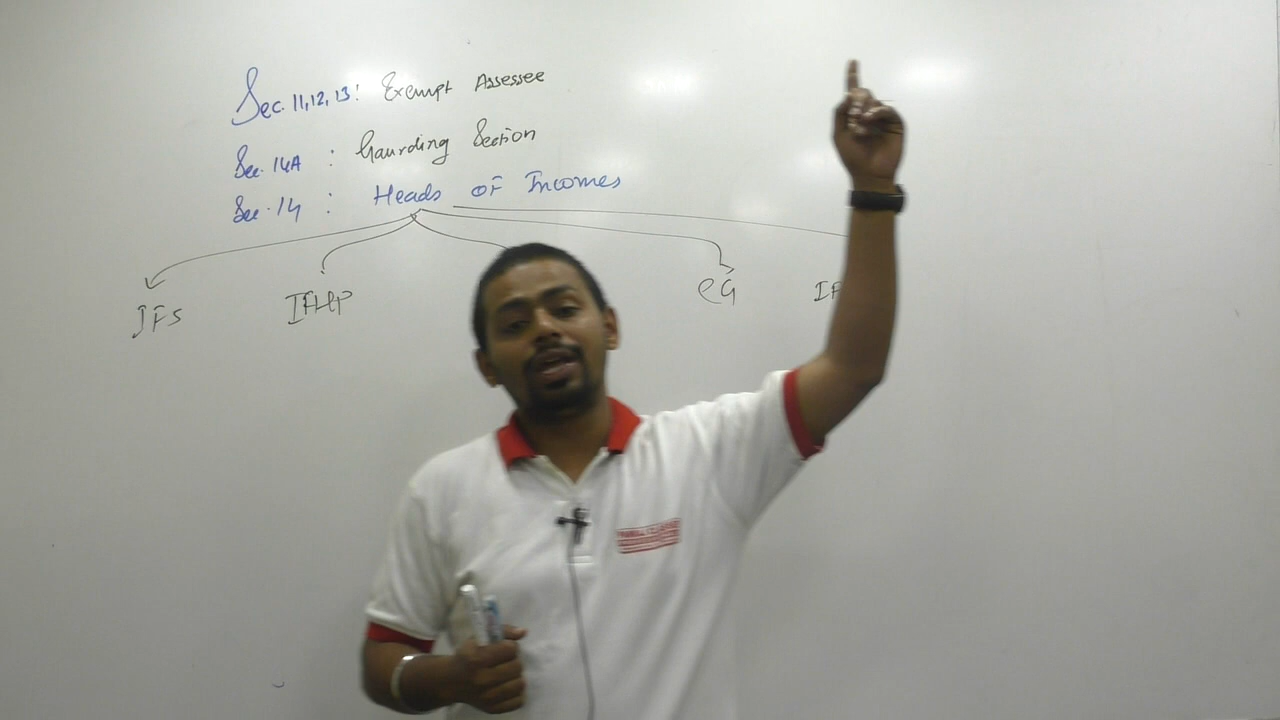 Sec. 11,12,13: Exempt Assessee
Sec. 14A : Gaurding Section
Sec. 14 : Heads of Incomes
IFS IFHP CG IF